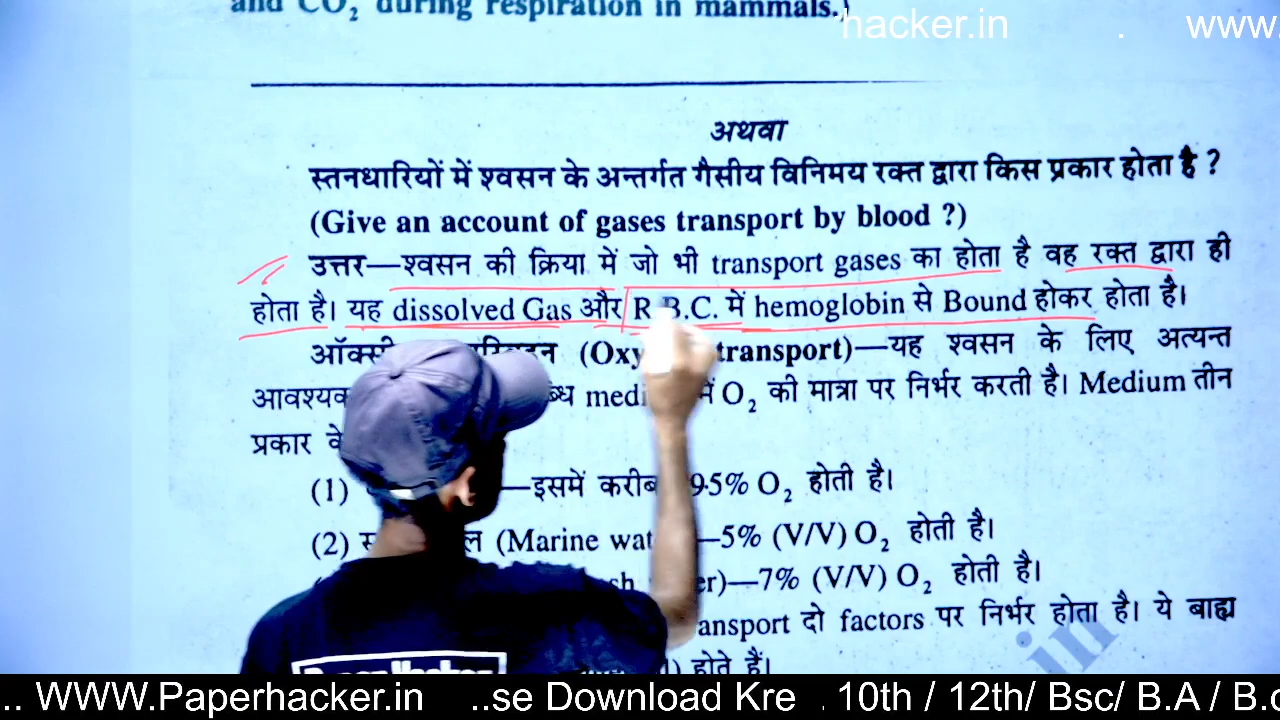 and CO₂ during respiration in mammals.)
hacker.in . www.
अथवा
स्तनधारियों में श्वसन के अन्तर्गत गैसीय विनिमय रक्त द्वारा किस प्रकार होता है ?
(Give an account of gases transport by blood ?)
उत्तर—श्वसन की क्रिया में जो भी transport gases का होता है वह रक्त द्वारा ही
होता है। यह dissolved Gas और R.B.C. में hemoglobin से Bound होकर होता है।
(Oxy transport)—यह श्वसन के लिए अत्यन्त
आवश्यक medi में O₂ की मात्रा पर निर्भर करती है। Medium तीन
प्रकार
(1) —इसमें करीब 95% O₂ होती है।
(2) (Marine wat —5% (V/V) O₂ होती है।
er)—7% (V/V) O₂ होती है।
ansport दो factors पर निर्भर होता है। ये बाह्य
होते हैं।
in
Paper Hacker
.. WWW.Paperhacker.in ..se Download Kre . 10th / 12th/ Bsc/ B.A / B.c